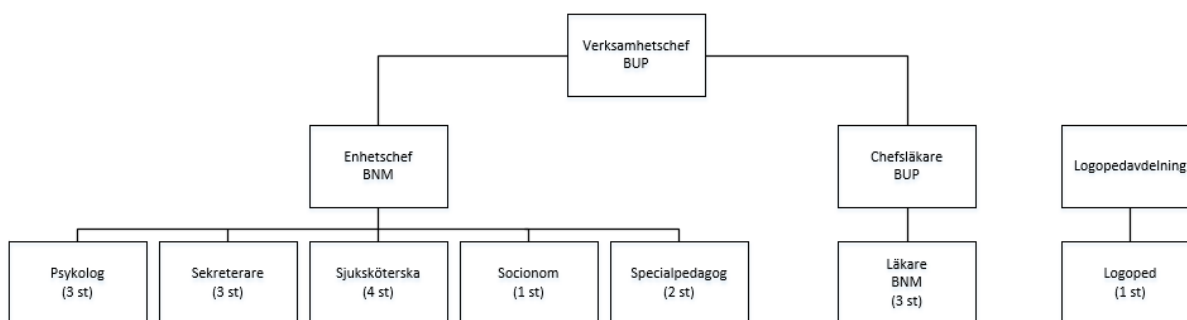 Verksamhetschef
BUP
Enhetschef
BNM
Chefsläkare
BUP
Logopedavdelning
Psykolog
(3 st)
Sekreterare
(3 st)
Sjuksköterska
(4 st)
Socionom
(1 st)
Specialpedagog
(2 st)
Läkare
BNM
(3 st)
Logoped
(1 st)